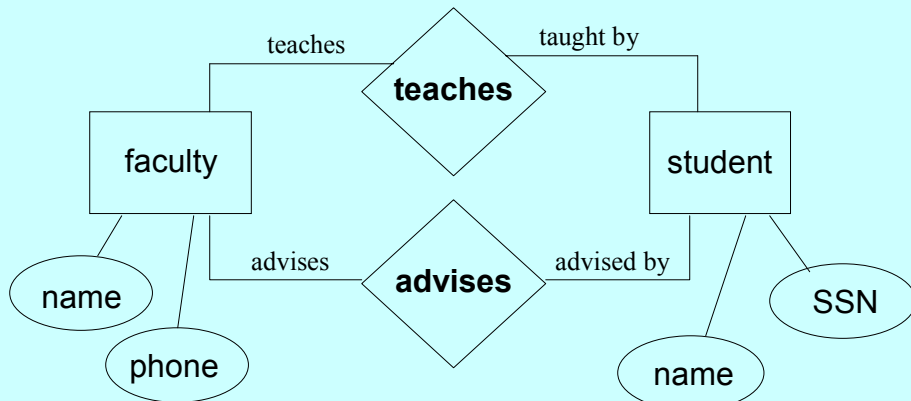 teaches
taught by
teaches
faculty
student
advises
advises
advised by
name
SSN
phone
name